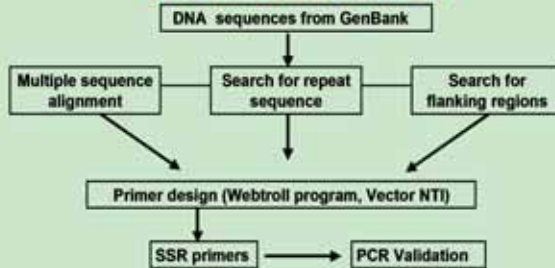 DNA sequences from GenBank
Multiple sequence
alignment
Search for repeat
sequence
Search for
flanking regions
Primer design (Webtroll program, Vector NTI)
SSR primers
PCR Validation